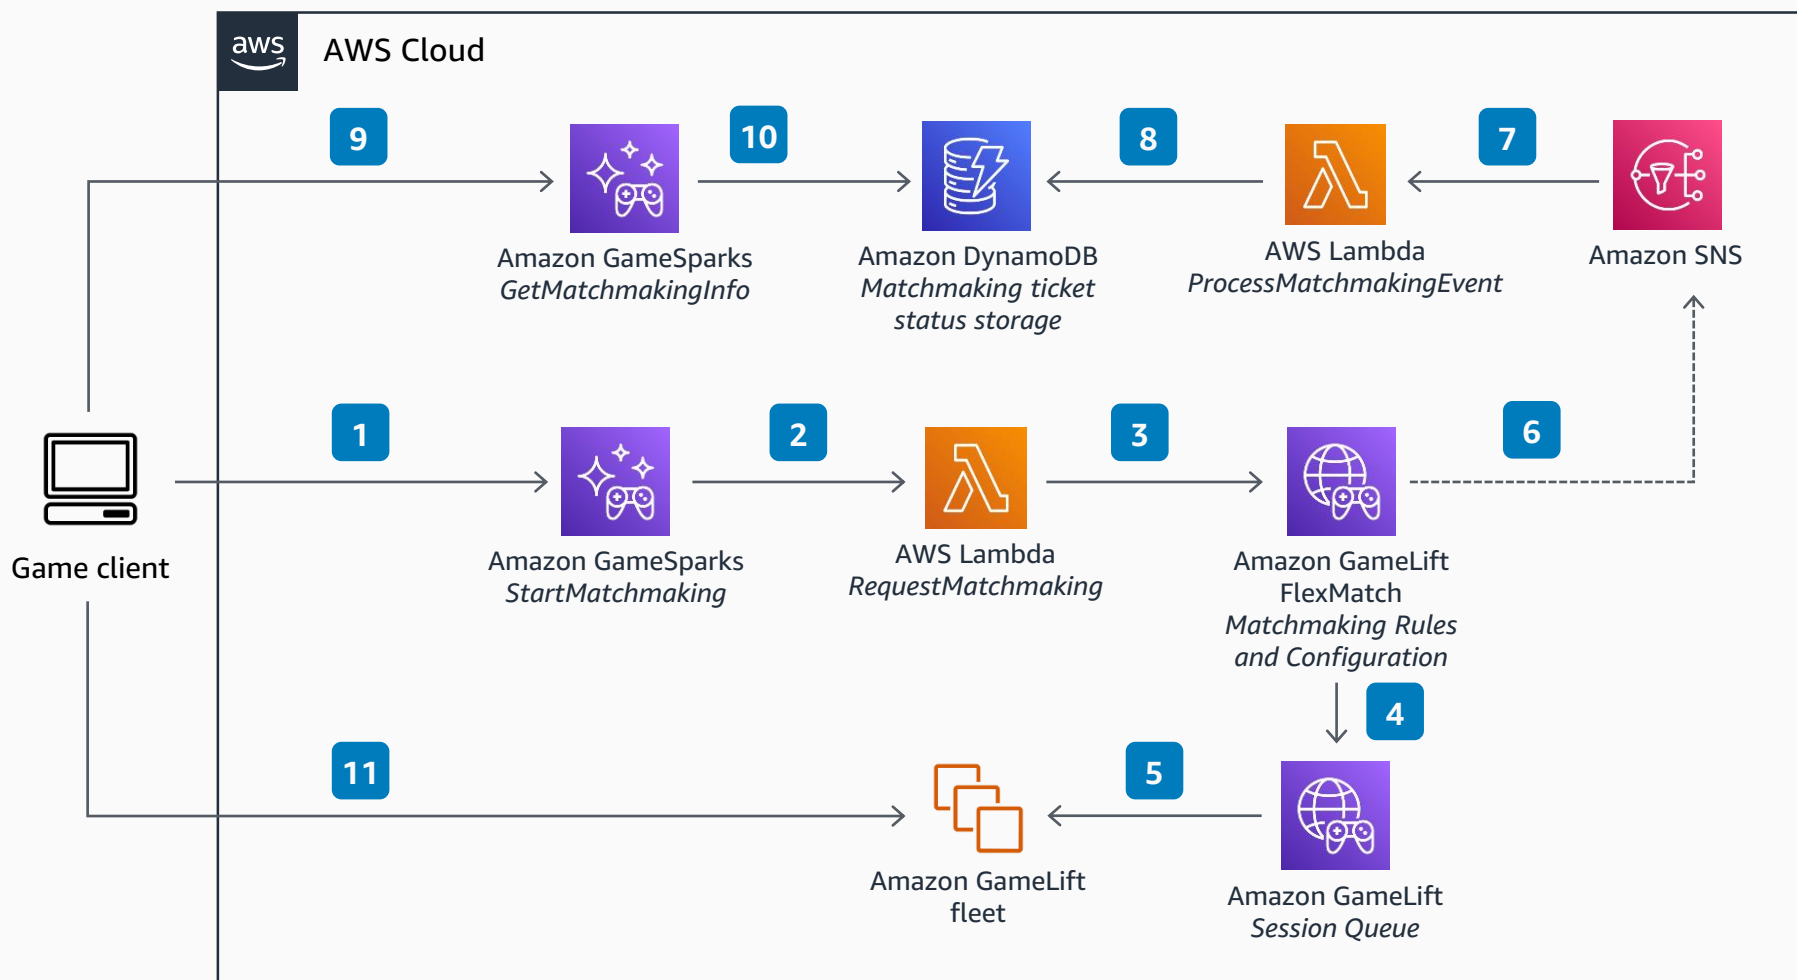 aws
AWS Cloud
9
10
8
7
Amazon GameSparks
GetMatchmakingInfo
Amazon DynamoDB
Matchmaking ticket
status storage
AWS Lambda
ProcessMatchmakingEvent
Amazon SNS
1
2
3
6
Game client
Amazon GameSparks
StartMatchmaking
AWS Lambda
RequestMatchmaking
Amazon GameLift
FlexMatch
Matchmaking Rules
and Configuration
4
11
5
Amazon GameLift
fleet
Amazon GameLift
Session Queue